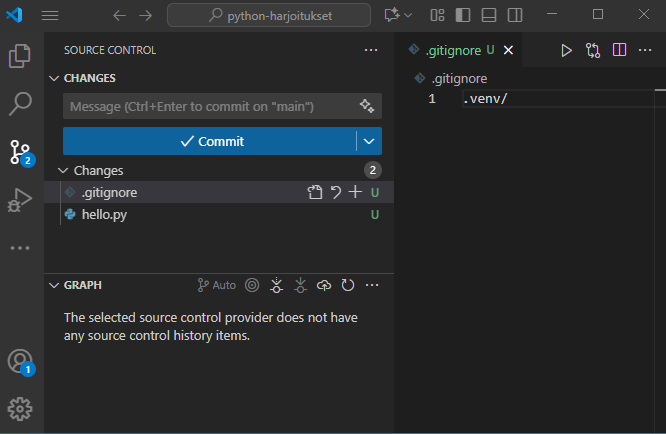 python-harjoitukset
SOURCE CONTROL
CHANGES
Message (Ctrl+Enter to commit on "main")
Commit
Changes 2
.gitignore U
hello.py U
GRAPH Auto
The selected source control provider does not have
any source control history items.
2
1
.gitignore U
.gitignore
1 .venv/